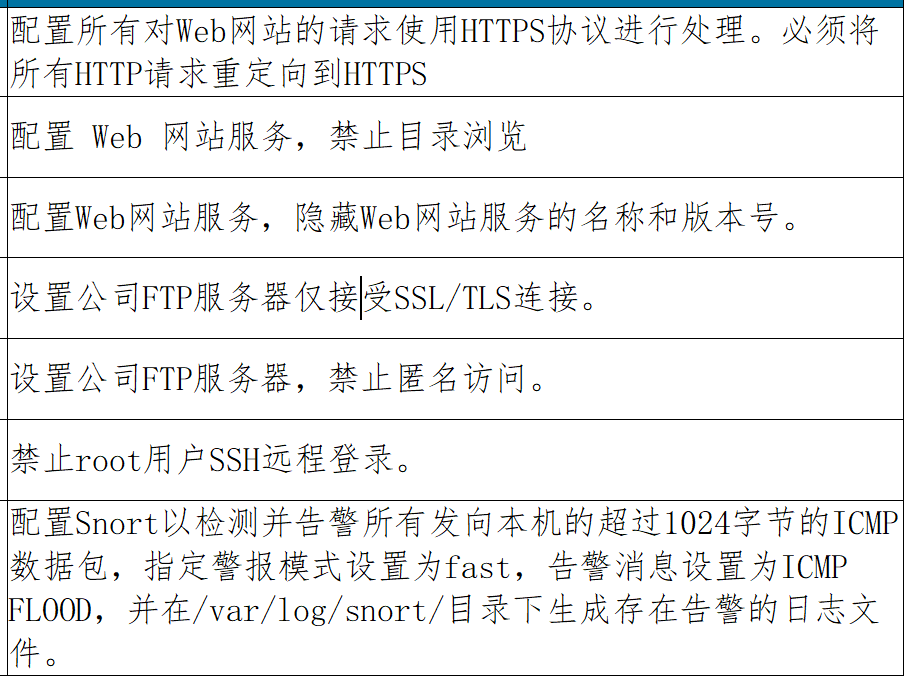 配置所有对Web网站的请求使用HTTPS协议进行处理。必须将
所有HTTP请求重定向到HTTPS
配置 Web 网站服务，禁止目录浏览
配置Web网站服务，隐藏Web网站服务的名称和版本号。
设置公司FTP服务器仅接受SSL/TLS连接。
设置公司FTP服务器，禁止匿名访问。
禁止root用户SSH远程登录。
配置Snort以检测并告警所有发向本机的超过1024字节的ICMP
数据包，指定警报模式设置为fast，告警消息设置为ICMP
FLOOD，并在/var/log/snort/目录下生成存在告警的日志文
件。